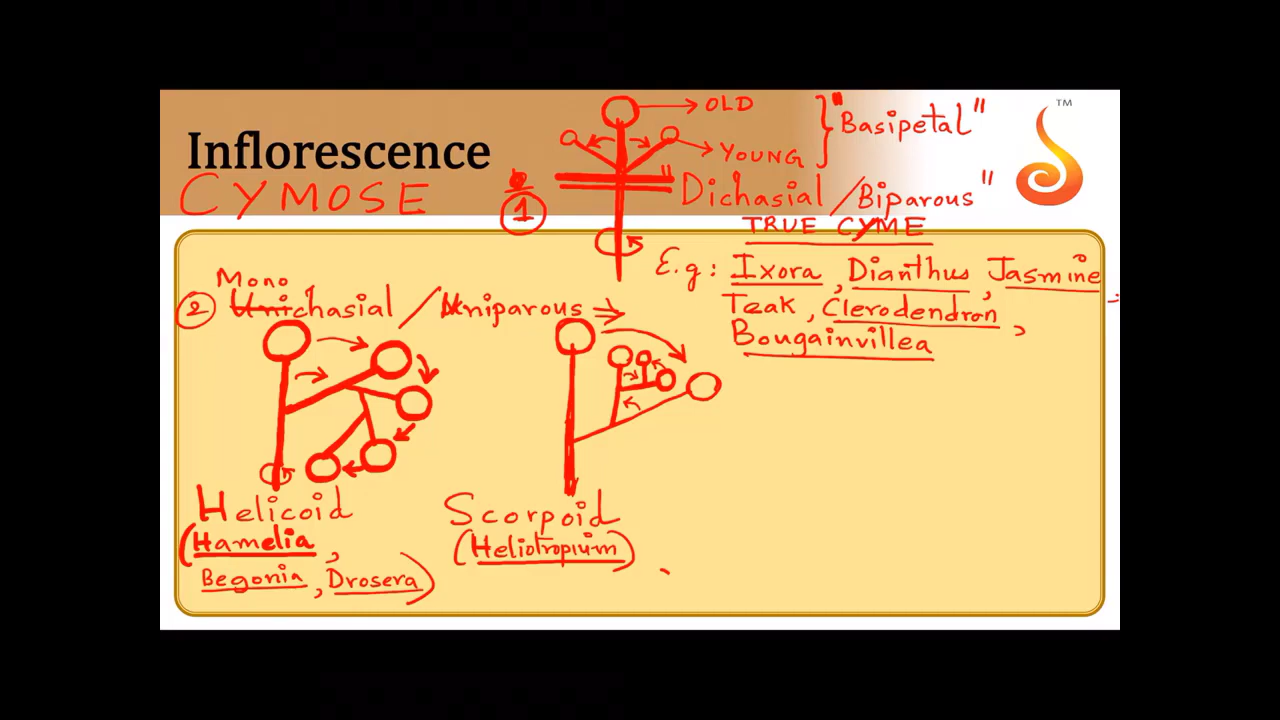 OLD
"Basipetal"
Inflorescence
YOUNG
CYMOSE
1
"Dichasial / Biparous"
TRUE CYME
E.g: Ixora, Dianthus, Jasmine,
Teak, Clerodendron,
Bougainvillea
Mono
2 Unichasial / Uniparous ⇒
Helicoid
(Hamelia,
Begonia, Drosera)
Scorpoid
(Heliotropium)
TM